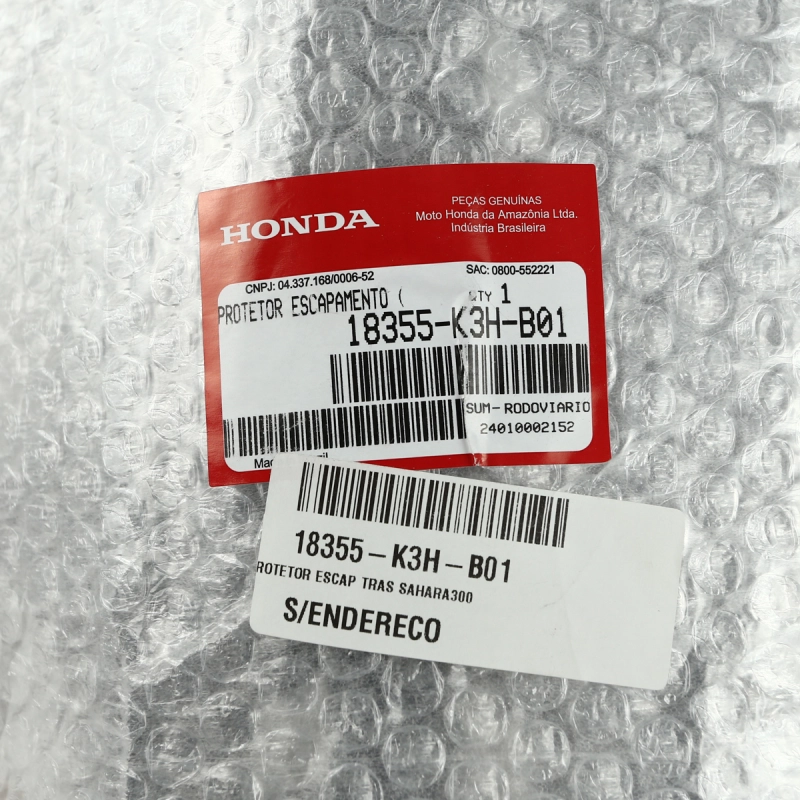 HONDA
PEÇAS GENUÍNAS
Moto Honda da Amazônia Ltda.
Indústria Brasileira
CNPJ: 04.337.168/0006-52
SAC: 0800-552221
PROTETOR ESCAPAMENTO (
QTY 1
18355-K3H-B01
SUM-RODOVIARIO
24010002152
18355-K3H-B01
ROTETOR ESCAP TRAS SAHARA300
S/ENDERECO